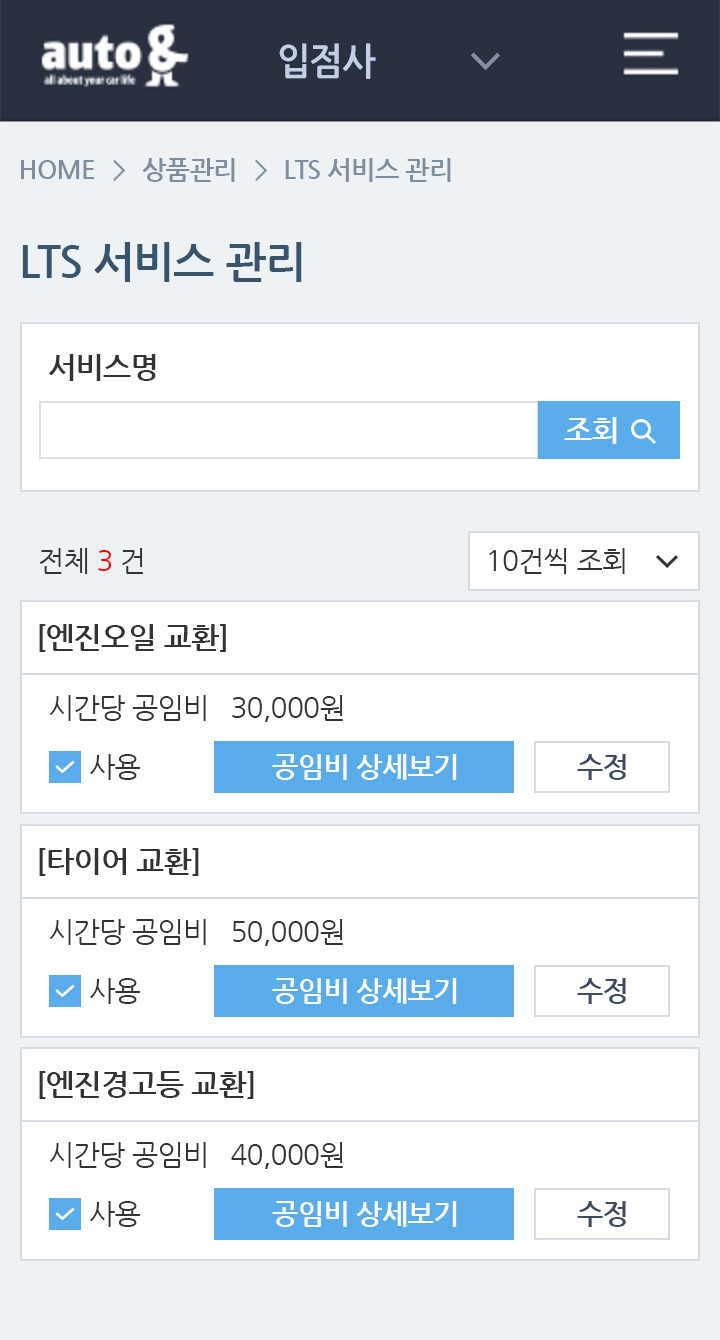 auto& 입점사
all about your car life
HOME > 상품관리 > LTS 서비스 관리
LTS 서비스 관리
서비스명
조회
전체 3 건 10건씩 조회
[엔진오일 교환]
시간당 공임비 30,000원
사용 공임비 상세보기 수정
[타이어 교환]
시간당 공임비 50,000원
사용 공임비 상세보기 수정
[엔진경고등 교환]
시간당 공임비 40,000원
사용 공임비 상세보기 수정